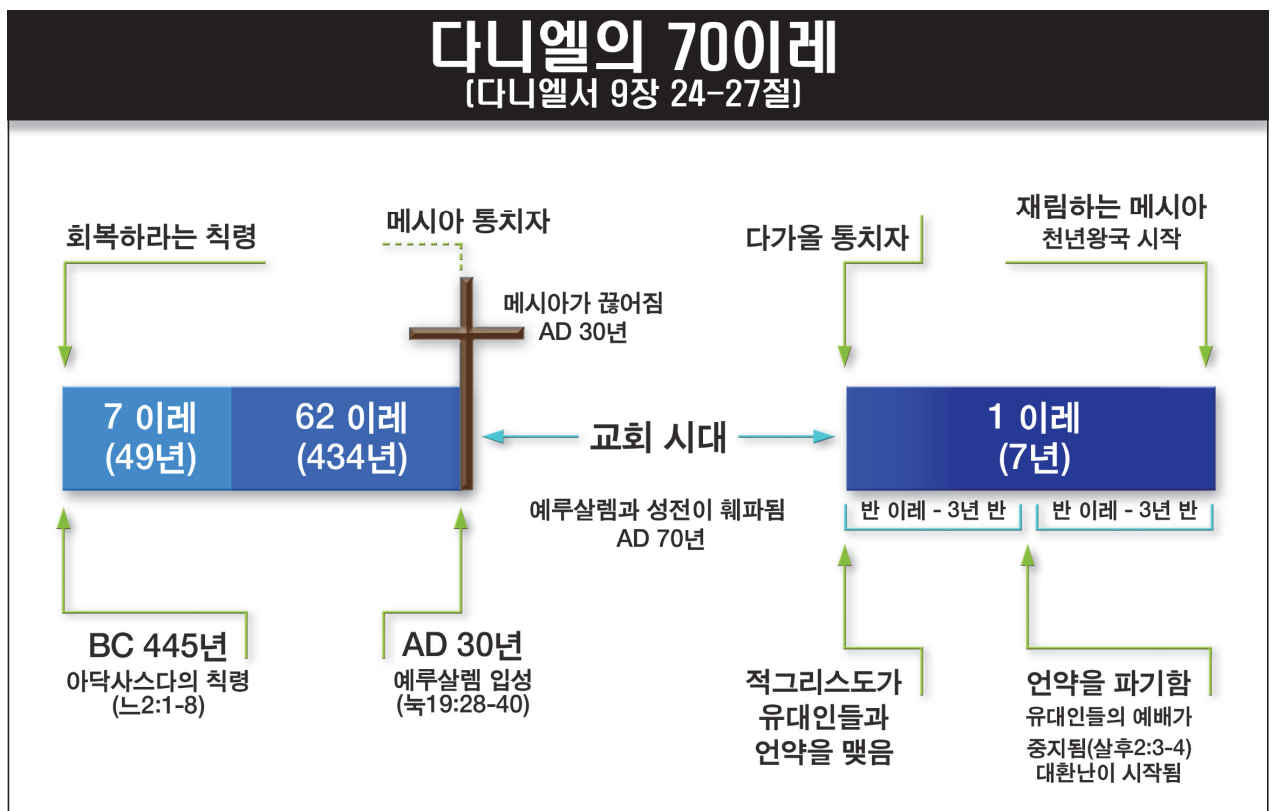 다니엘의 70이레
(다니엘서 9장 24-27절)
회복하라는 칙령
메시아 통치자
메시아가 끊어짐
AD 30년
다가올 통치자
재림하는 메시아
천년왕국 시작
7 이레
(49년)
62 이레
(434년)
교회 시대
1 이레
(7년)
예루살렘과 성전이 훼파됨
AD 70년
반 이레 - 3년 반
반 이레 - 3년 반
BC 445년
아닥사스다의 칙령
(느2:1-8)
AD 30년
예루살렘 입성
(눅19:28-40)
적그리스도가
유대인들과
언약을 맺음
언약을 파기함
유대인들의 예배가
중지됨(살후2:3-4)
대환난이 시작됨